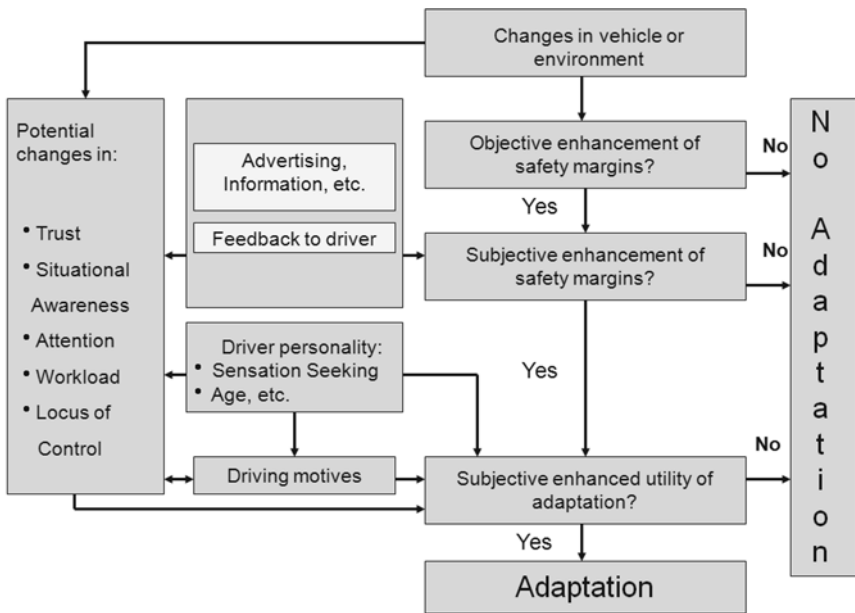 Changes in vehicle or
environment
Potential
changes in:
• Trust
• Situational
Awareness
• Attention
• Workload
• Locus of
Control
Advertising,
Information, etc.
Feedback to driver
Objective enhancement of
safety margins?
No
Yes
Subjective enhancement of
safety margins?
No
Yes
Driver personality:
• Sensation Seeking
• Age, etc.
Driving motives
Subjective enhanced utility of
adaptation?
No
Yes
Adaptation
No Adaptation